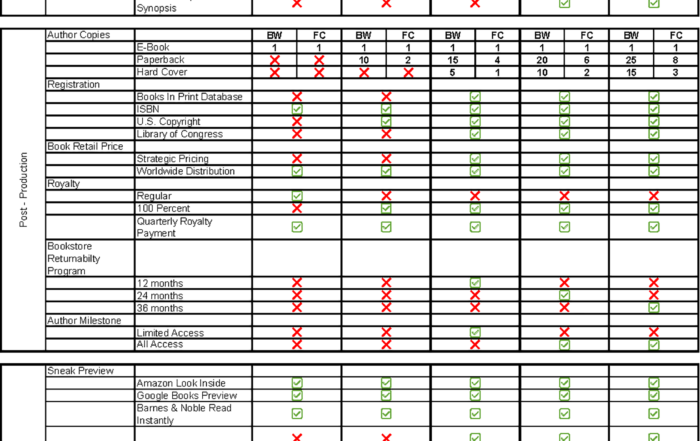 Synopsis
Author Copies BW FC BW FC BW FC BW FC BW FC
E-Book 1 1 1 1 1 1 1 1 1 1
Paperback 10 2 15 4 20 6 25 8
Hard Cover 5 1 10 2 15 3
Registration
Books In Print Database
ISBN
U.S. Copyright
Library of Congress
Book Retail Price
Strategic Pricing
Worldwide Distribution
Post - Production
Royalty
Regular
100 Percent
Quarterly Royalty
Payment
Bookstore
Returnabilty
Program
12 months
24 months
36 months
Author Milestone
Limited Access
All Access
Sneak Preview
Amazon Look Inside
Google Books Preview
Barnes & Noble Read
Instantly